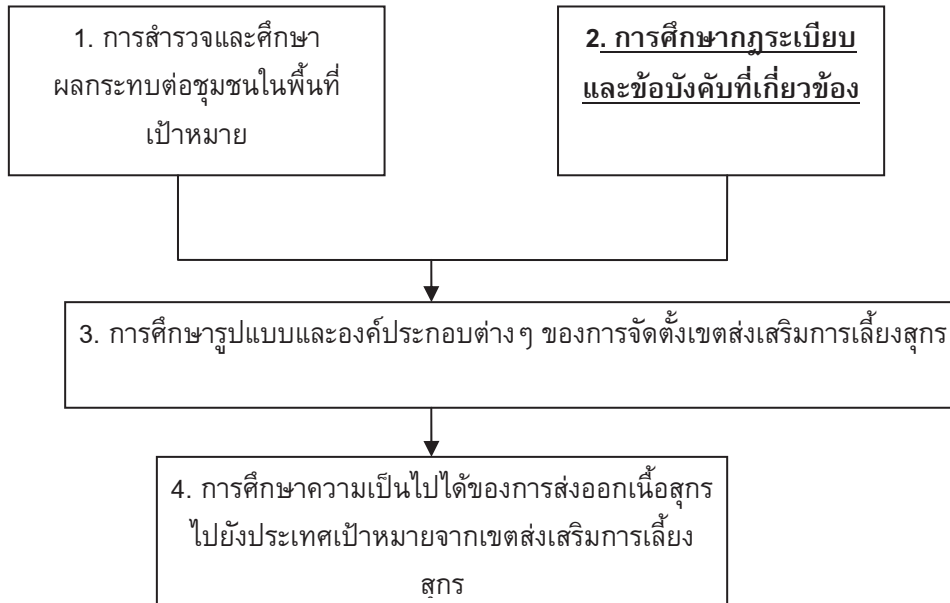 1. การสำรวจและศึกษา
ผลกระทบต่อชุมชนในพื้นที่
เป้าหมาย
2. การศึกษากฎระเบียบ
และข้อบังคับที่เกี่ยวข้อง
3. การศึกษารูปแบบและองค์ประกอบต่างๆ ของการจัดตั้งเขตส่งเสริมการเลี้ยงสุกร
4. การศึกษาความเป็นไปได้ของการส่งออกเนื้อสุกร
ไปยังประเทศเป้าหมายจากเขตส่งเสริมการเลี้ยง
สุกร